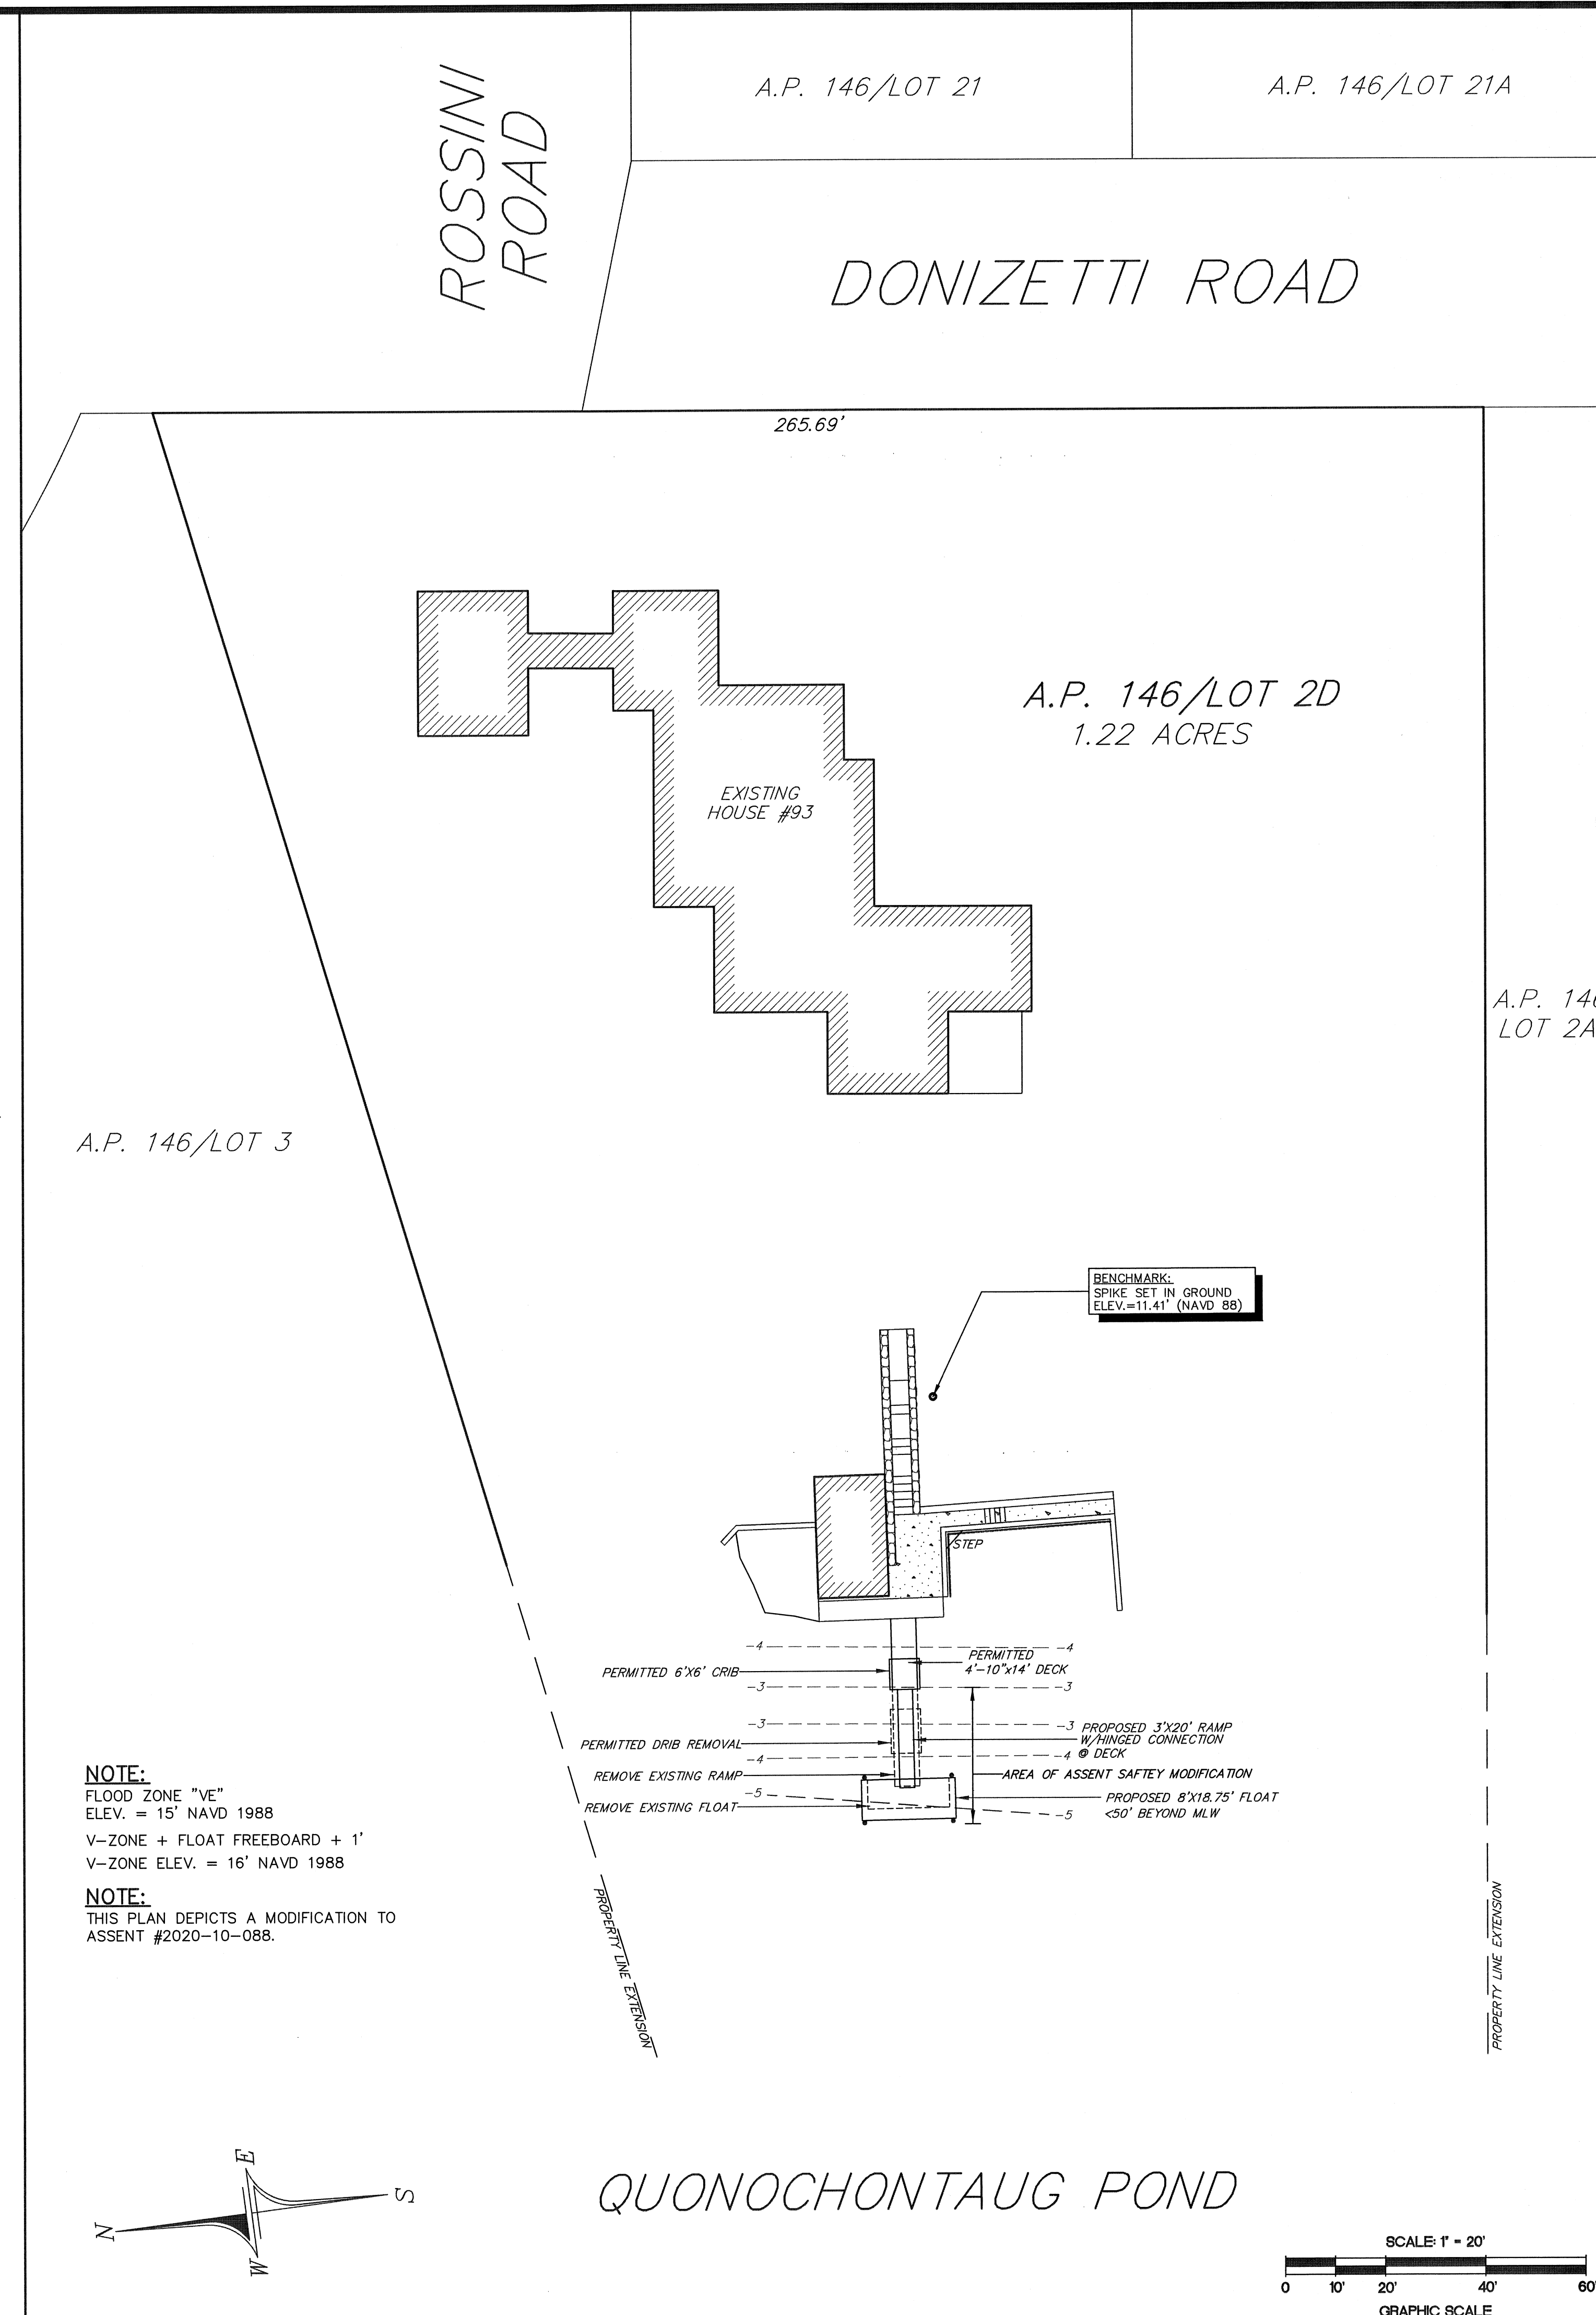 ROSSINI
ROAD
A.P. 146/LOT 21
A.P. 146/LOT 21A
DONIZETTI ROAD
265.69'
A.P. 146/LOT 2D
1.22 ACRES
EXISTING
HOUSE #93
A.P. 146
LOT 2A
A.P. 146/LOT 3
BENCHMARK:
SPIKE SET IN GROUND
ELEV.=11.41' (NAVD 88)
STEP
-4
-4
PERMITTED
4'-10"x14' DECK
PERMITTED 6'X6' CRIB
-3
-3
-3
-3
PROPOSED 3'X20' RAMP
W/HINGED CONNECTION
@ DECK
PERMITTED DRIB REMOVAL
-4
-4
REMOVE EXISTING RAMP
AREA OF ASSENT SAFTEY MODIFICATION
-5
-5
REMOVE EXISTING FLOAT
PROPOSED 8'X18.75' FLOAT
<50' BEYOND MLW
NOTE:
FLOOD ZONE "VE"
ELEV. = 15' NAVD 1988
V-ZONE + FLOAT FREEBOARD + 1'
V-ZONE ELEV. = 16' NAVD 1988
NOTE:
THIS PLAN DEPICTS A MODIFICATION TO
ASSENT #2020-10-088.
PROPERTY LINE EXTENSION
PROPERTY LINE EXTENSION
N
E
S
W
QUONOCHONTAUG POND
SCALE: 1" = 20'
0 10' 20' 40' 60'
GRAPHIC SCALE